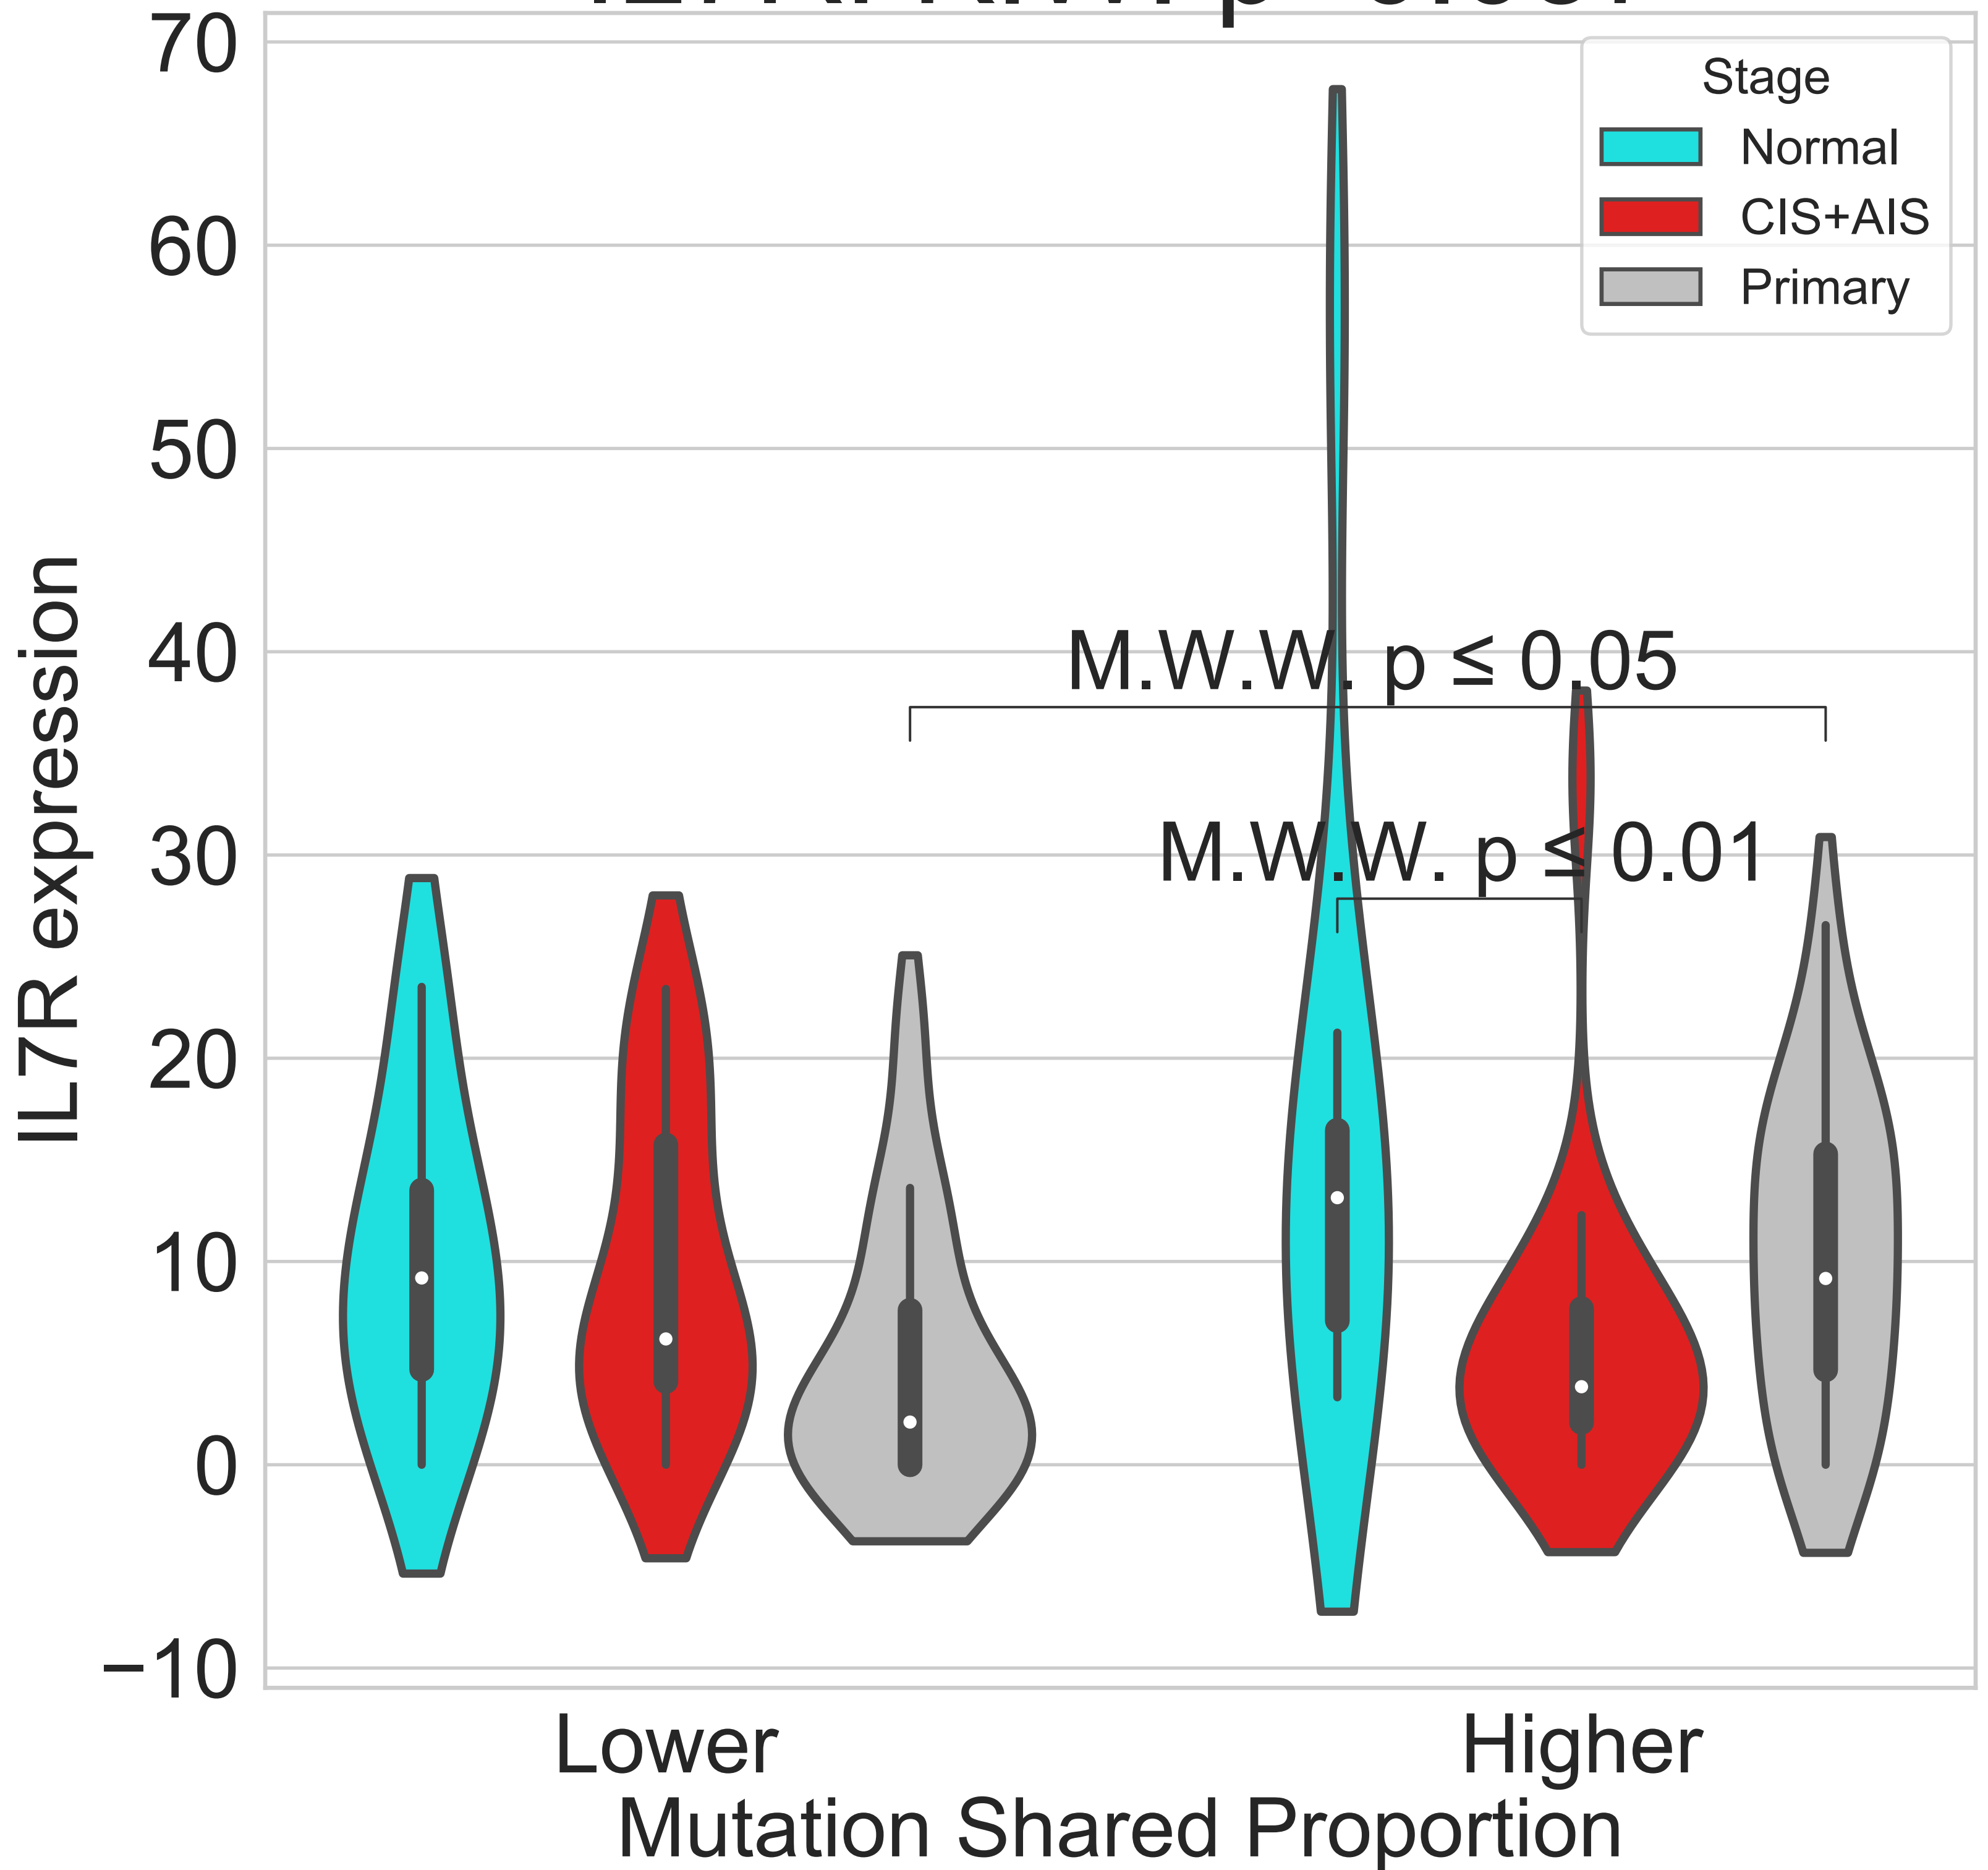 70
Stage
Normal
60
CIS+AIS
Primary
50
40
M.W.W. p ≤ 0.05
30
M.W.W. p ≤ 0.01
20
10
0
−10
IL7R expression
Lower
Higher
Mutation Shared Proportion